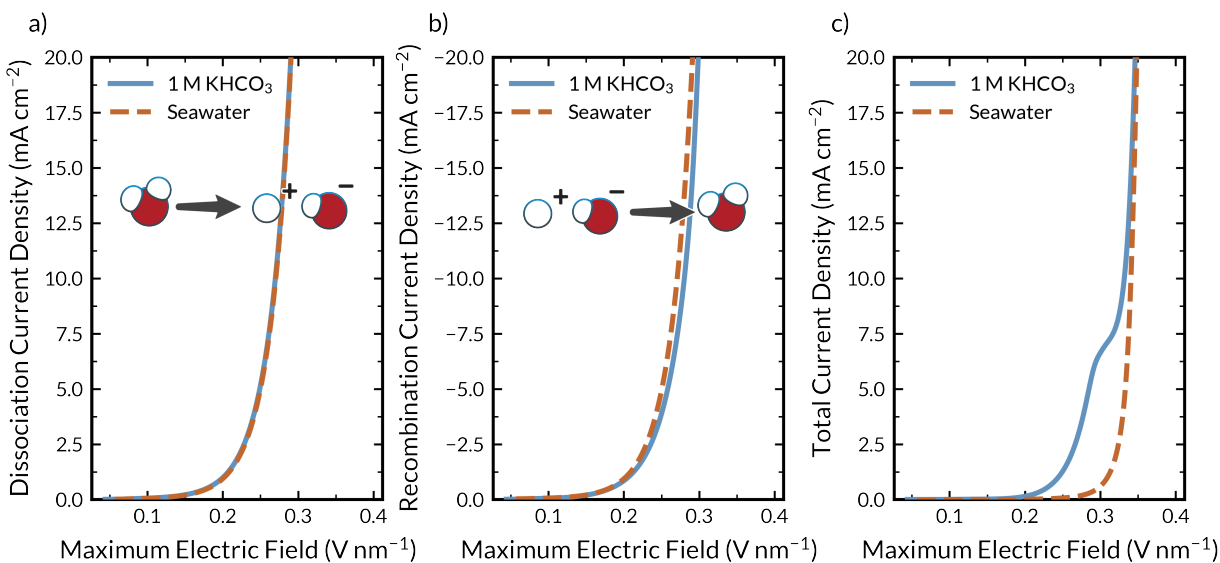 a)
Dissociation Current Density (mA cm⁻²)
20.0
17.5
15.0
12.5
10.0
7.5
5.0
2.5
0.0
1 M KHCO₃
Seawater
+
−
0.1
0.2
0.3
0.4
Maximum Electric Field (V nm⁻¹)
b)
Recombination Current Density (mA cm⁻²)
−20.0
−17.5
−15.0
−12.5
−10.0
−7.5
−5.0
−2.5
0.0
1 M KHCO₃
Seawater
+
−
0.1
0.2
0.3
0.4
Maximum Electric Field (V nm⁻¹)
c)
Total Current Density (mA cm⁻²)
20.0
17.5
15.0
12.5
10.0
7.5
5.0
2.5
0.0
1 M KHCO₃
Seawater
0.1
0.2
0.3
0.4
Maximum Electric Field (V nm⁻¹)